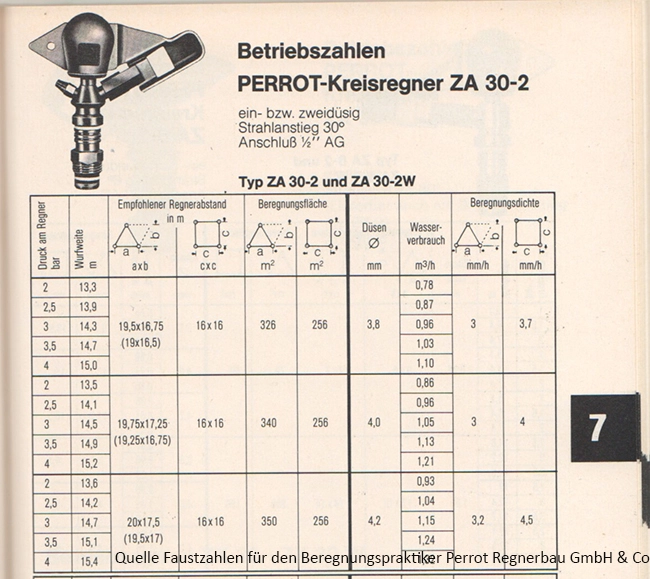 Betriebszahlen
PERROT-Kreisregner ZA 30-2
ein- bzw. zweidüsig
Strahlanstieg 30º
Anschluß ½" AG
Typ ZA 30-2 und ZA 30-2W
Druck am Regner bar
Wurfweite m
Empfohlener Regnerabstand in m
a b c c
axb cxc
Beregnungsfläche
a b c c
m² m²
Düsen Ø mm
Wasser-verbrauch m³/h
Beregnungsdichte
a b c c
mm/h mm/h
2 13,3 0,78
2,5 13,9 0,87
3 14,3 19,5x16,75 (19x16,5) 16x16 326 256 3,8 0,96 3 3,7
3,5 14,7 1,03
4 15,0 1,10
2 13,5 0,86
2,5 14,1 0,96
3 14,5 19,75x17,25 (19,25x16,75) 16x16 340 256 4,0 1,05 3 4
3,5 14,9 1,13
4 15,2 1,21
2 13,6 0,93
2,5 14,2 1,04
3 14,7 20x17,5 (19,5x17) 16x16 350 256 4,2 1,15 3,2 4,5
3,5 15,1 1,24
4 15,4
7
Quelle Faustzahlen für den Beregnungspraktiker Perrot Regnerbau GmbH & Co